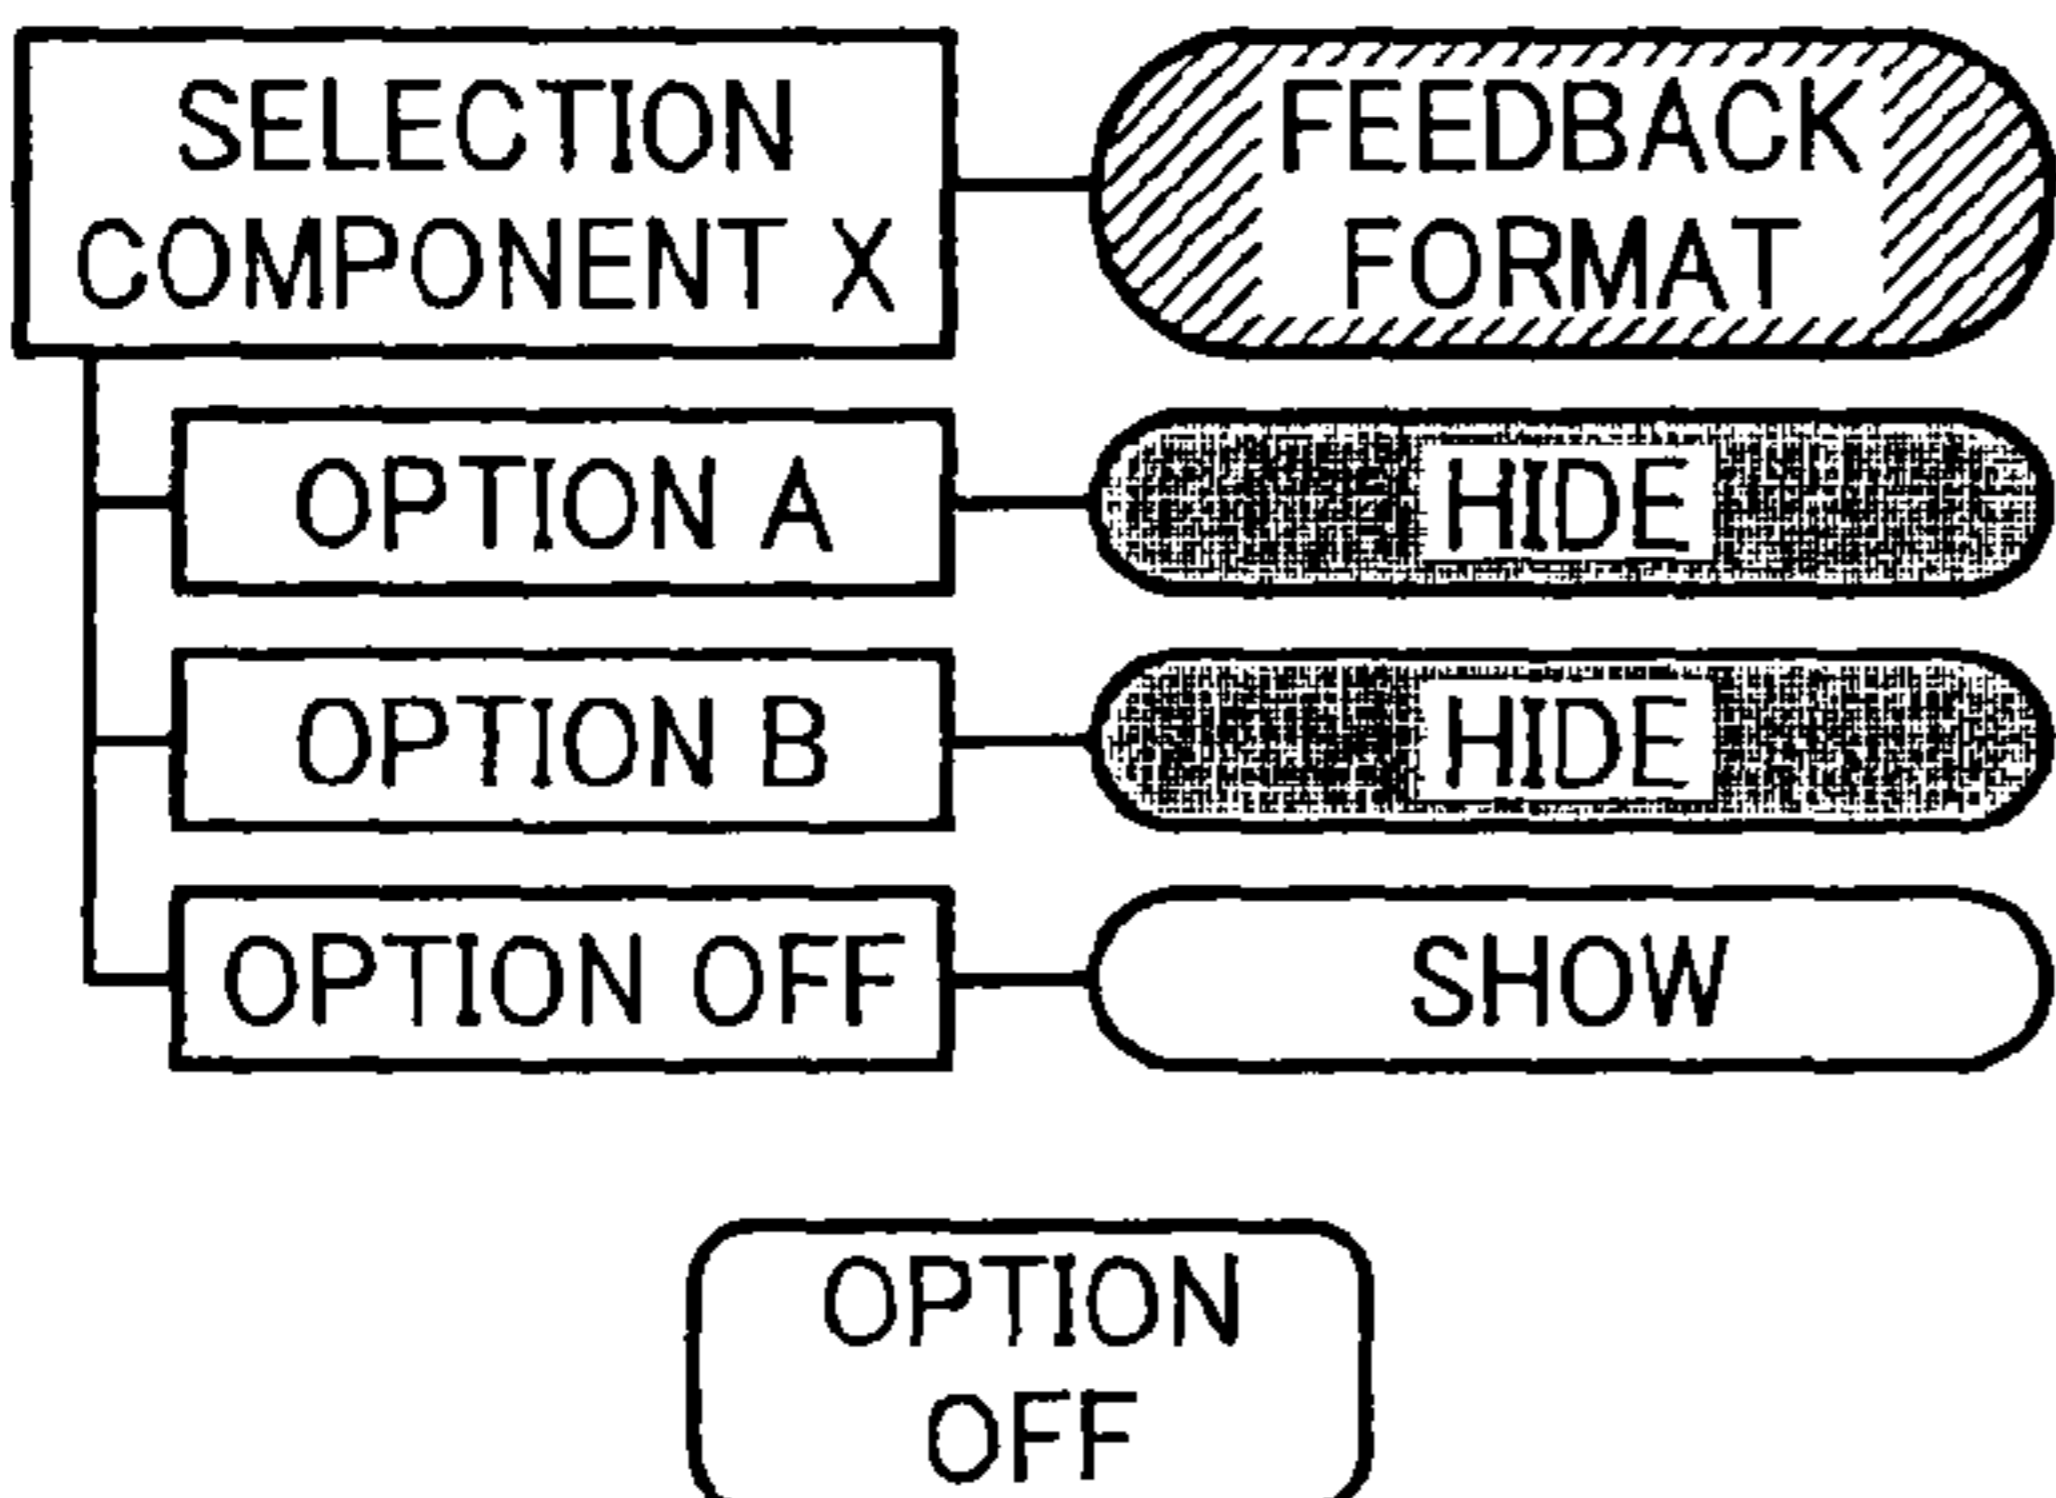 SELECTION
COMPONENT X
FEEDBACK
FORMAT
OPTION A
HIDE
OPTION B
HIDE
OPTION OFF
SHOW
OPTION
OFF